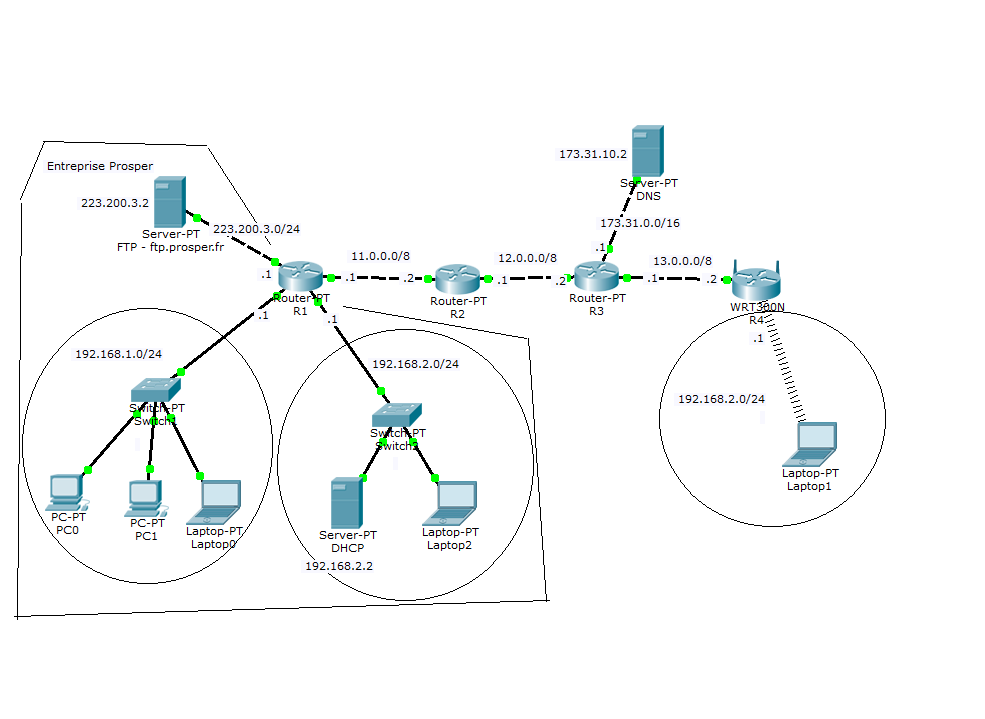 Entreprise Prosper
223.200.3.2
Server-PT
FTP - ftp.prosper.fr
223.200.3.0/24
.1
Router-PT
R1
.1
.1
.1
11.0.0.0/8
.2
Router-PT
R2
.1
12.0.0.0/8
.2
Router-PT
R3
.1
.1
173.31.0.0/16
173.31.10.2
Server-PT
DNS
13.0.0.0/8
.2
WRT300N
R4
.1
192.168.2.0/24
Laptop-PT
Laptop1
192.168.1.0/24
Switch-PT
Switch1
PC-PT
PC0
PC-PT
PC1
Laptop-PT
Laptop0
192.168.2.0/24
Switch-PT
Switch2
Server-PT
DHCP
192.168.2.2
Laptop-PT
Laptop2